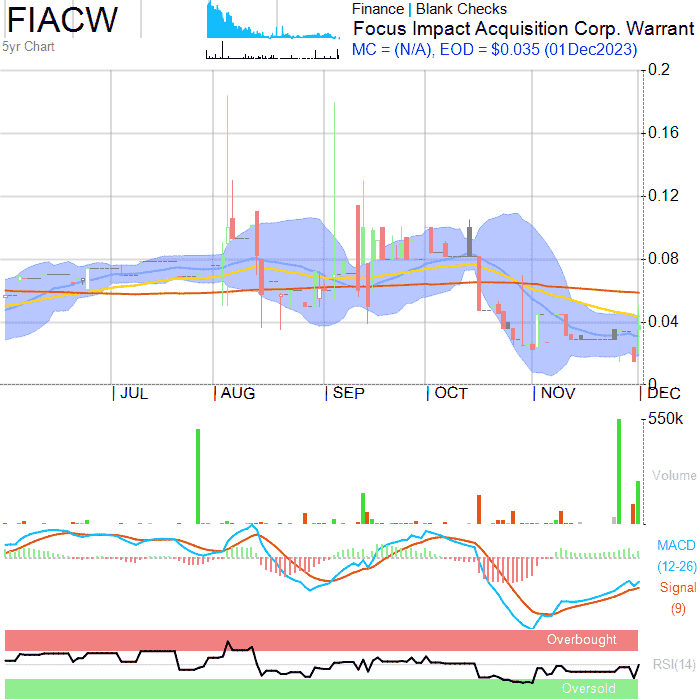 FIACW
5yr Chart
Finance | Blank Checks
Focus Impact Acquisition Corp. Warrant
MC = (N/A), EOD = $0.035 (01Dec2023)
0.2
0.16
0.12
0.08
0.04
0
JUL AUG SEP OCT NOV DEC
550k
Volume
MACD
(12-26)
Signal
(9)
Overbought
RSI(14)
Oversold